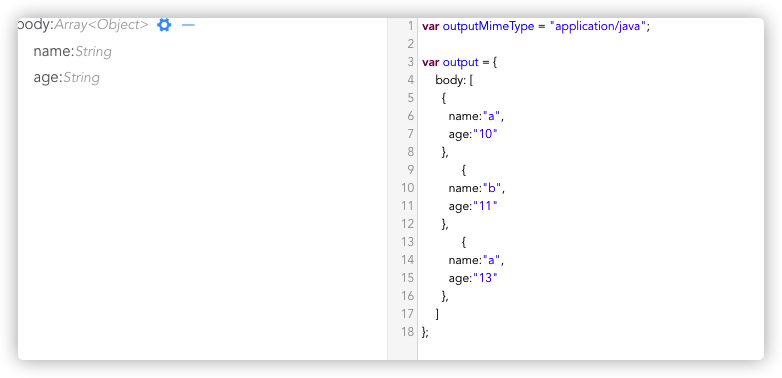 body:Array<Object>
name:String
age:String
1 var outputMimeType = "application/java";
2
3 var output = {
4 body: [
5 {
6 name:"a",
7 age:"10"
8 },
9 {
10 name:"b",
11 age:"11"
12 },
13 {
14 name:"a",
15 age:"13"
16 },
17 ]
18 };